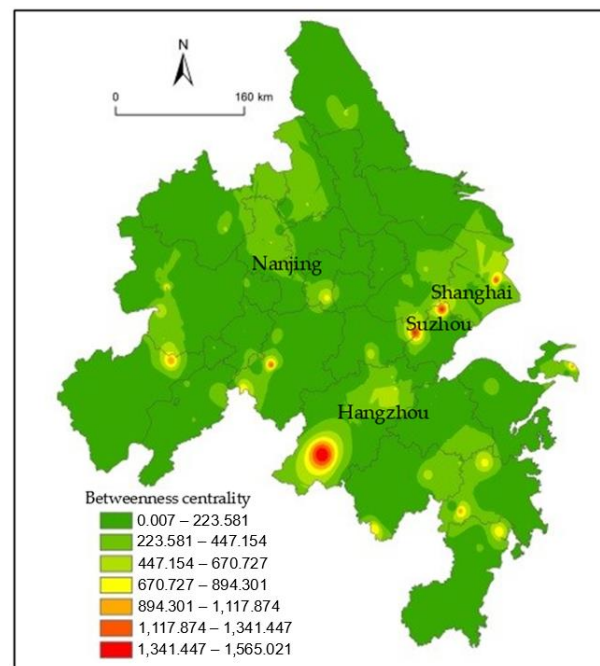 N
0 160 km
Nanjing
Shanghai
Suzhou
Hangzhou
Betweenness centrality
0.007 – 223.581
223.581 – 447.154
447.154 – 670.727
670.727 – 894.301
894.301 – 1,117.874
1,117.874 – 1,341.447
1,341.447 – 1,565.021